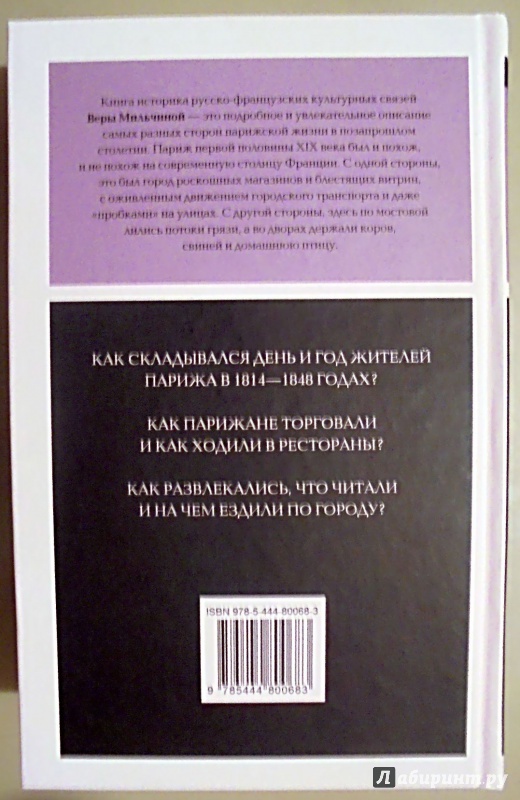 Книга историка русско-французских культурных связей
Веры Мильчиной — это подробное и увлекательное описание
самых разных сторон парижской жизни в позапрошлом
столетии. Париж первой половины XIX века был и похож,
и не похож на современную столицу Франции. С одной стороны,
это был город роскошных магазинов и блестящих витрин,
с оживленным движением городского транспорта и даже
«пробками» на улицах. С другой стороны, здесь по мостовой
лились потоки грязи, а во дворах держали коров,
свиней и домашнюю птицу.
КАК СКЛАДЫВАЛСЯ ДЕНЬ И ГОД ЖИТЕЛЕЙ
ПАРИЖА В 1814—1848 ГОДАХ?
КАК ПАРИЖАНЕ ТОРГОВАЛИ
И КАК ХОДИЛИ В РЕСТОРАНЫ?
КАК РАЗВЛЕКАЛИСЬ, ЧТО ЧИТАЛИ
И НА ЧЕМ ЕЗДИЛИ ПО ГОРОДУ?
ISBN 978-5-444-80068-3
9 785444 800683
Лабиринт.ру